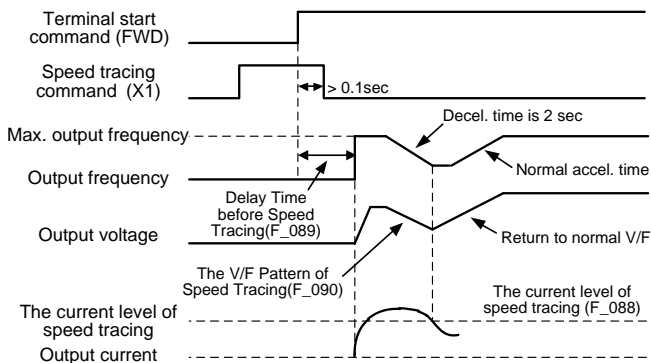 Terminal start
command (FWD)
Speed tracing
command (X1)
> 0.1sec
Decel. time is 2 sec
Max. output frequency
Normal accel. time
Output frequency
Delay Time
before Speed
Tracing(F_089)
Output voltage
Return to normal V/F
The V/F Pattern of
Speed Tracing(F_090)
The current level of
speed tracing
The current level of
speed tracing (F_088)
Output current